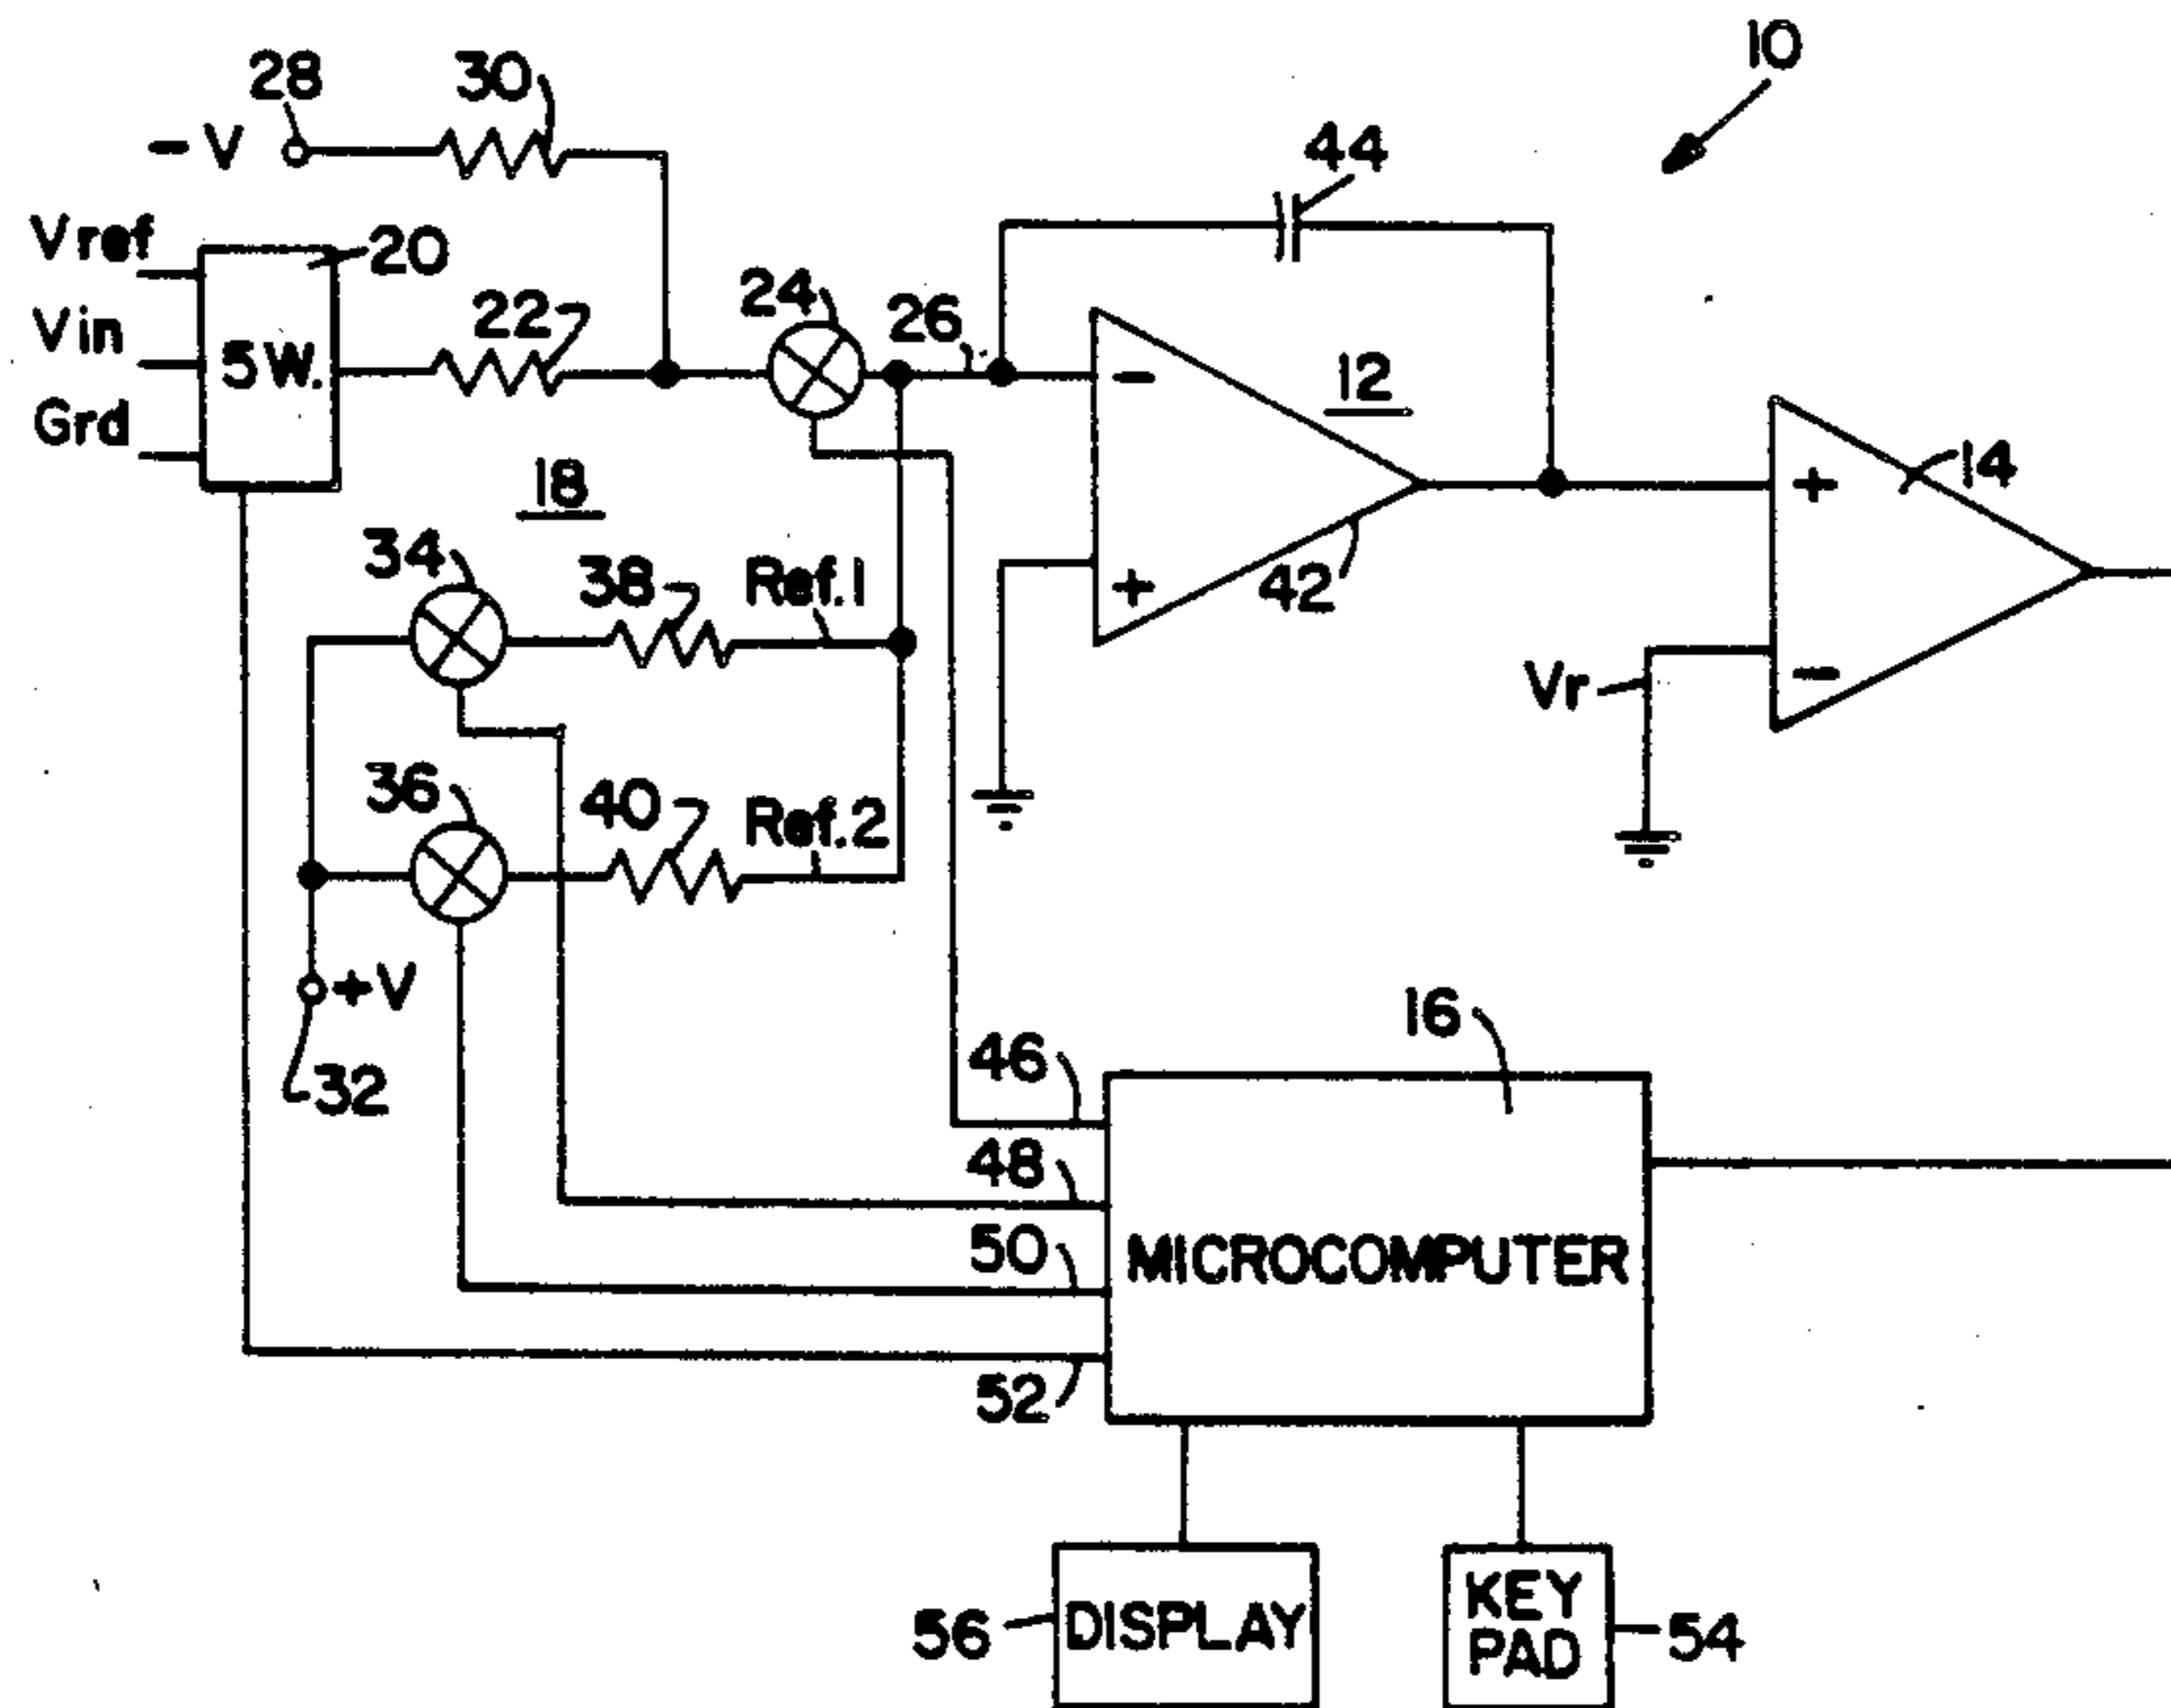 10
28
30
- V
44
Vref
20
Vin
22
24
26
SW.
-
12
Grd
18
+
14
34
38
Ref.1
+
42
Vr
-
36
40
Ref.2
+V
32
16
46
48
50
MICROCOMPUTER
52
56
DISPLAY
KEY
PAD
54